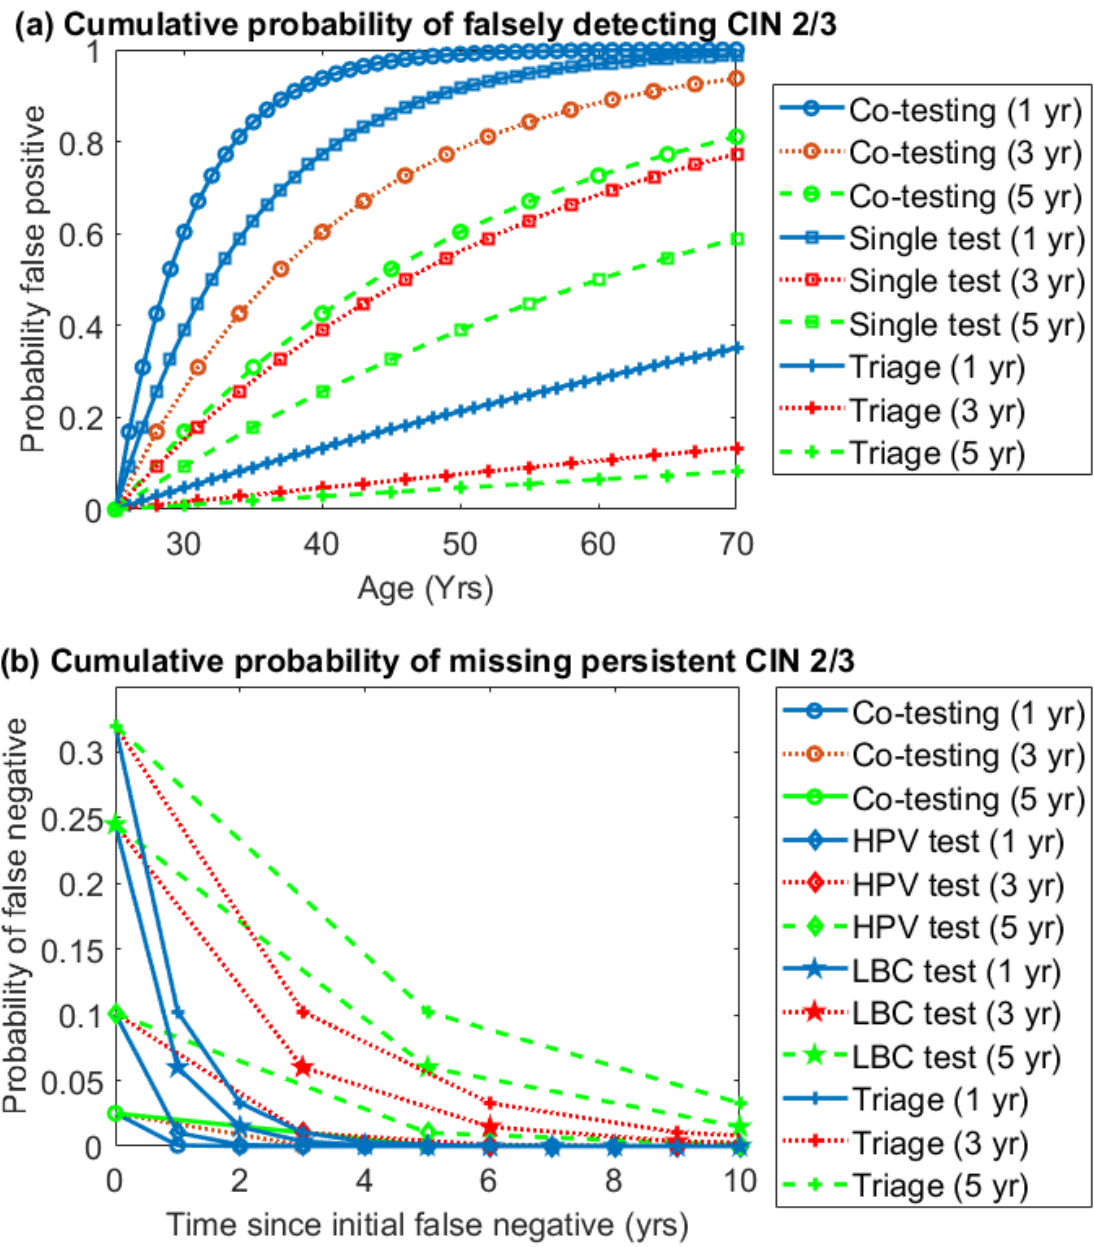 (a) Cumulative probability of falsely detecting CIN 2/3
Probability false positive
1
0.8
0.6
0.4
0.2
0
30 40 50 60 70
Age (Yrs)
Co-testing (1 yr)
Co-testing (3 yr)
Co-testing (5 yr)
Single test (1 yr)
Single test (3 yr)
Single test (5 yr)
Triage (1 yr)
Triage (3 yr)
Triage (5 yr)
(b) Cumulative probability of missing persistent CIN 2/3
Probability of false negative
0.3
0.25
0.2
0.15
0.1
0.05
0
0 2 4 6 8 10
Time since initial false negative (yrs)
Co-testing (1 yr)
Co-testing (3 yr)
Co-testing (5 yr)
HPV test (1 yr)
HPV test (3 yr)
HPV test (5 yr)
LBC test (1 yr)
LBC test (3 yr)
LBC test (5 yr)
Triage (1 yr)
Triage (3 yr)
Triage (5 yr)